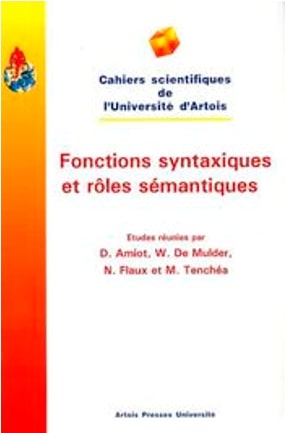 Cahiers scientifiques
de
l'Université d'Artois
Fonctions syntaxiques
et rôles sémantiques
Etudes réunies par
D. Amiot, W. De Mulder,
N. Flaux et M. Tenchéa
Artois Presses Université